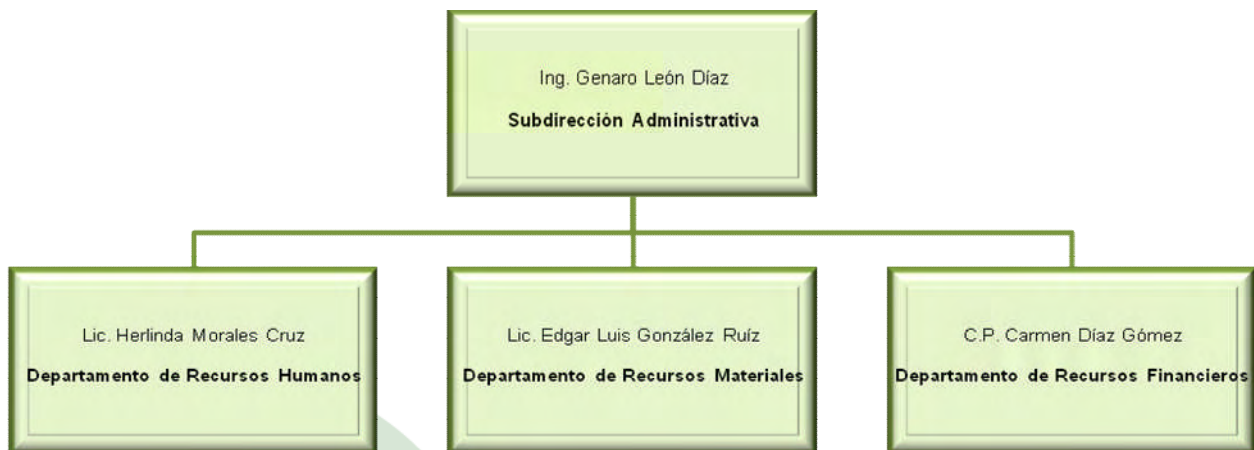 Ing. Genaro León Díaz
Subdirección Administrativa
Lic. Herlinda Morales Cruz
Departamento de Recursos Humanos
Lic. Edgar Luis González Ruíz
Departamento de Recursos Materiales
C.P. Carmen Díaz Gómez
Departamento de Recursos Financieros